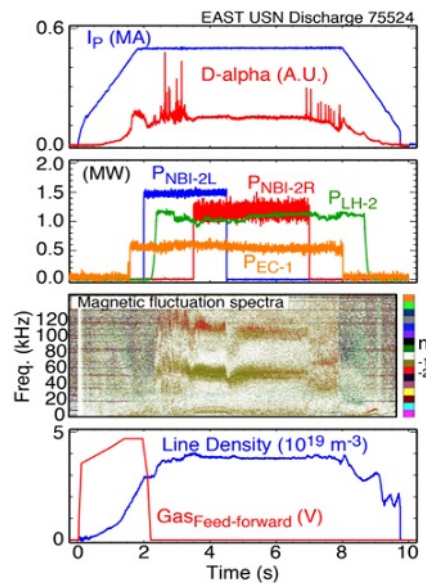 EAST USN Discharge 75524
0.6
I_P (MA)
D-alpha (A.U.)
0.0
2.0
(MW)
P_NBI-2L
P_NBI-2R
1.5
P_LH-2
1.0
0.5
P_EC-1
0.0
Magnetic fluctuation spectra
Freq. (kHz)
120
100
80
60
40
20
0
n
-1
-2
5
Line Density (10^19 m^-3)
Gas_Feed-forward (V)
0
0 2 4 6 8 10
Time (s)